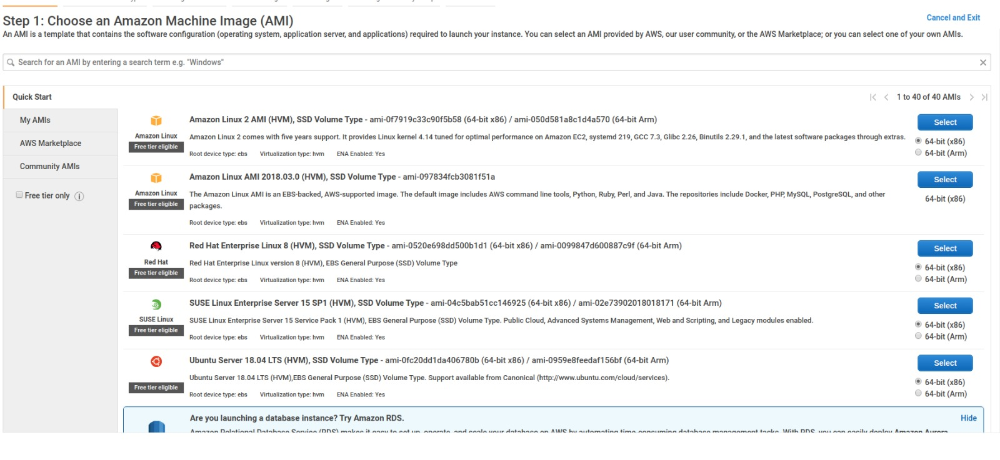 Step 1: Choose an Amazon Machine Image (AMI)
Cancel and Exit
An AMI is a template that contains the software configuration (operating system, application server, and applications) required to launch your instance. You can select an AMI provided by AWS, our user community, or the AWS Marketplace; or you can select one of your own AMIs.
Search for an AMI by entering a search term e.g. "Windows"
Quick Start
1 to 40 of 40 AMIs
My AMIs
AWS Marketplace
Community AMIs
Free tier only
Amazon Linux
Free tier eligible
Amazon Linux 2 AMI (HVM), SSD Volume Type - ami-0f7919c33c90f5b58 (64-bit x86) / ami-050d581a8c1d4a570 (64-bit Arm)
Amazon Linux 2 comes with five years support. It provides Linux kernel 4.14 tuned for optimal performance on Amazon EC2, systemd 219, GCC 7.3, Glibc 2.26, Binutils 2.29.1, and the latest software packages through extras.
Root device type: ebs Virtualization type: hvm ENA Enabled: Yes
Select
64-bit (x86)
64-bit (Arm)
Amazon Linux
Free tier eligible
Amazon Linux AMI 2018.03.0 (HVM), SSD Volume Type - ami-097834fcb3081f51a
The Amazon Linux AMI is an EBS-backed, AWS-supported image. The default image includes AWS command line tools, Python, Ruby, Perl, and Java. The repositories include Docker, PHP, MySQL, PostgreSQL, and other
packages.
Root device type: ebs Virtualization type: hvm ENA Enabled: Yes
Select
64-bit (x86)
Red Hat
Free tier eligible
Red Hat Enterprise Linux 8 (HVM), SSD Volume Type - ami-0520e698dd500b1d1 (64-bit x86) / ami-0099847d600887c9f (64-bit Arm)
Red Hat Enterprise Linux version 8 (HVM), EBS General Purpose (SSD) Volume Type
Root device type: ebs Virtualization type: hvm ENA Enabled: Yes
Select
64-bit (x86)
64-bit (Arm)
SUSE Linux
Free tier eligible
SUSE Linux Enterprise Server 15 SP1 (HVM), SSD Volume Type - ami-04c5bab51cc146925 (64-bit x86) / ami-02e73902018018171 (64-bit Arm)
SUSE Linux Enterprise Server 15 Service Pack 1 (HVM), EBS General Purpose (SSD) Volume Type. Public Cloud, Advanced Systems Management, Web and Scripting, and Legacy modules enabled.
Root device type: ebs Virtualization type: hvm ENA Enabled: Yes
Select
64-bit (x86)
64-bit (Arm)
Free tier eligible
Ubuntu Server 18.04 LTS (HVM), SSD Volume Type - ami-0fc20dd1da406780b (64-bit x86) / ami-0959e8feedaf156bf (64-bit Arm)
Ubuntu Server 18.04 LTS (HVM),EBS General Purpose (SSD) Volume Type. Support available from Canonical (http://www.ubuntu.com/cloud/services).
Root device type: ebs Virtualization type: hvm ENA Enabled: Yes
Select
64-bit (x86)
64-bit (Arm)
Are you launching a database instance? Try Amazon RDS.
Hide
Amazon Relational Database Service (RDS) makes it easy to set up, operate, and scale your database on AWS by automating time-consuming database management tasks. With RDS, you can easily deploy Amazon Aurora,